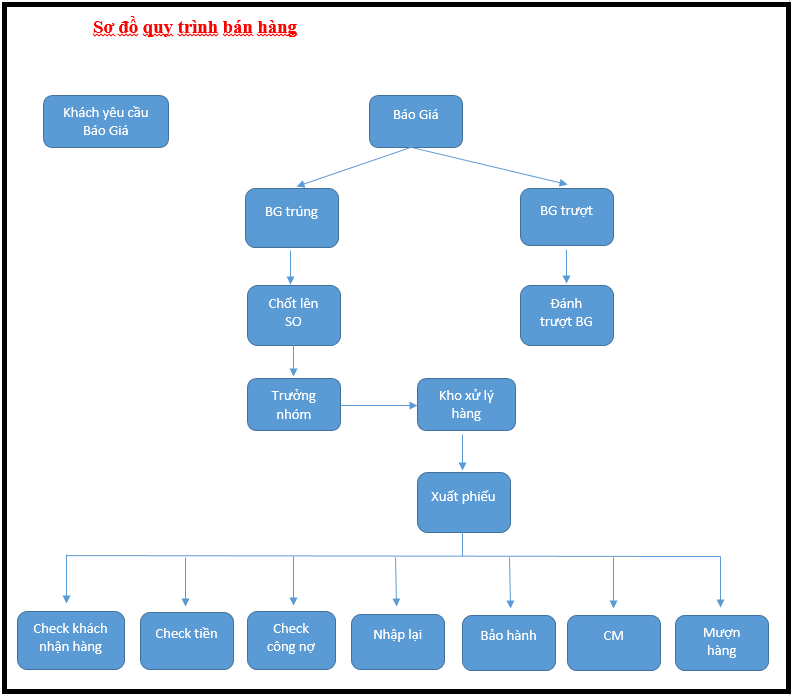 Sơ đồ quy trình bán hàng
Khách yêu cầu
Báo Giá
Báo Giá
BG trúng
BG trượt
Chốt lên
SO
Đánh
trượt BG
Trưởng
nhóm
Kho xử lý
hàng
Xuất phiếu
Check khách
nhận hàng
Check tiền
Check
công nợ
Nhập lại
Bảo hành
CM
Mượn
hàng